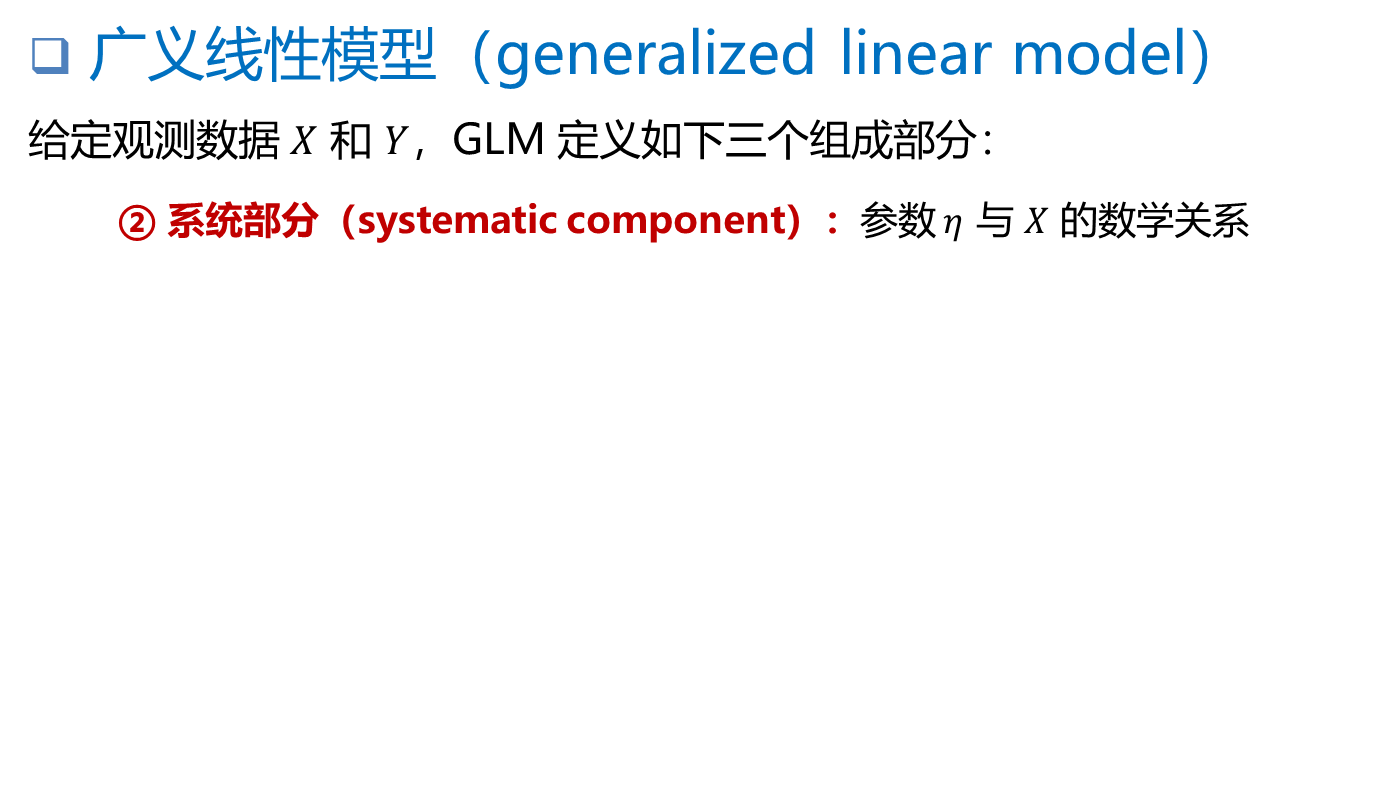 广义线性模型（generalized linear model）
给定观测数据 X 和 Y，GLM 定义如下三个组成部分：
② 系统部分（systematic component）：参数 η 与 X 的数学关系